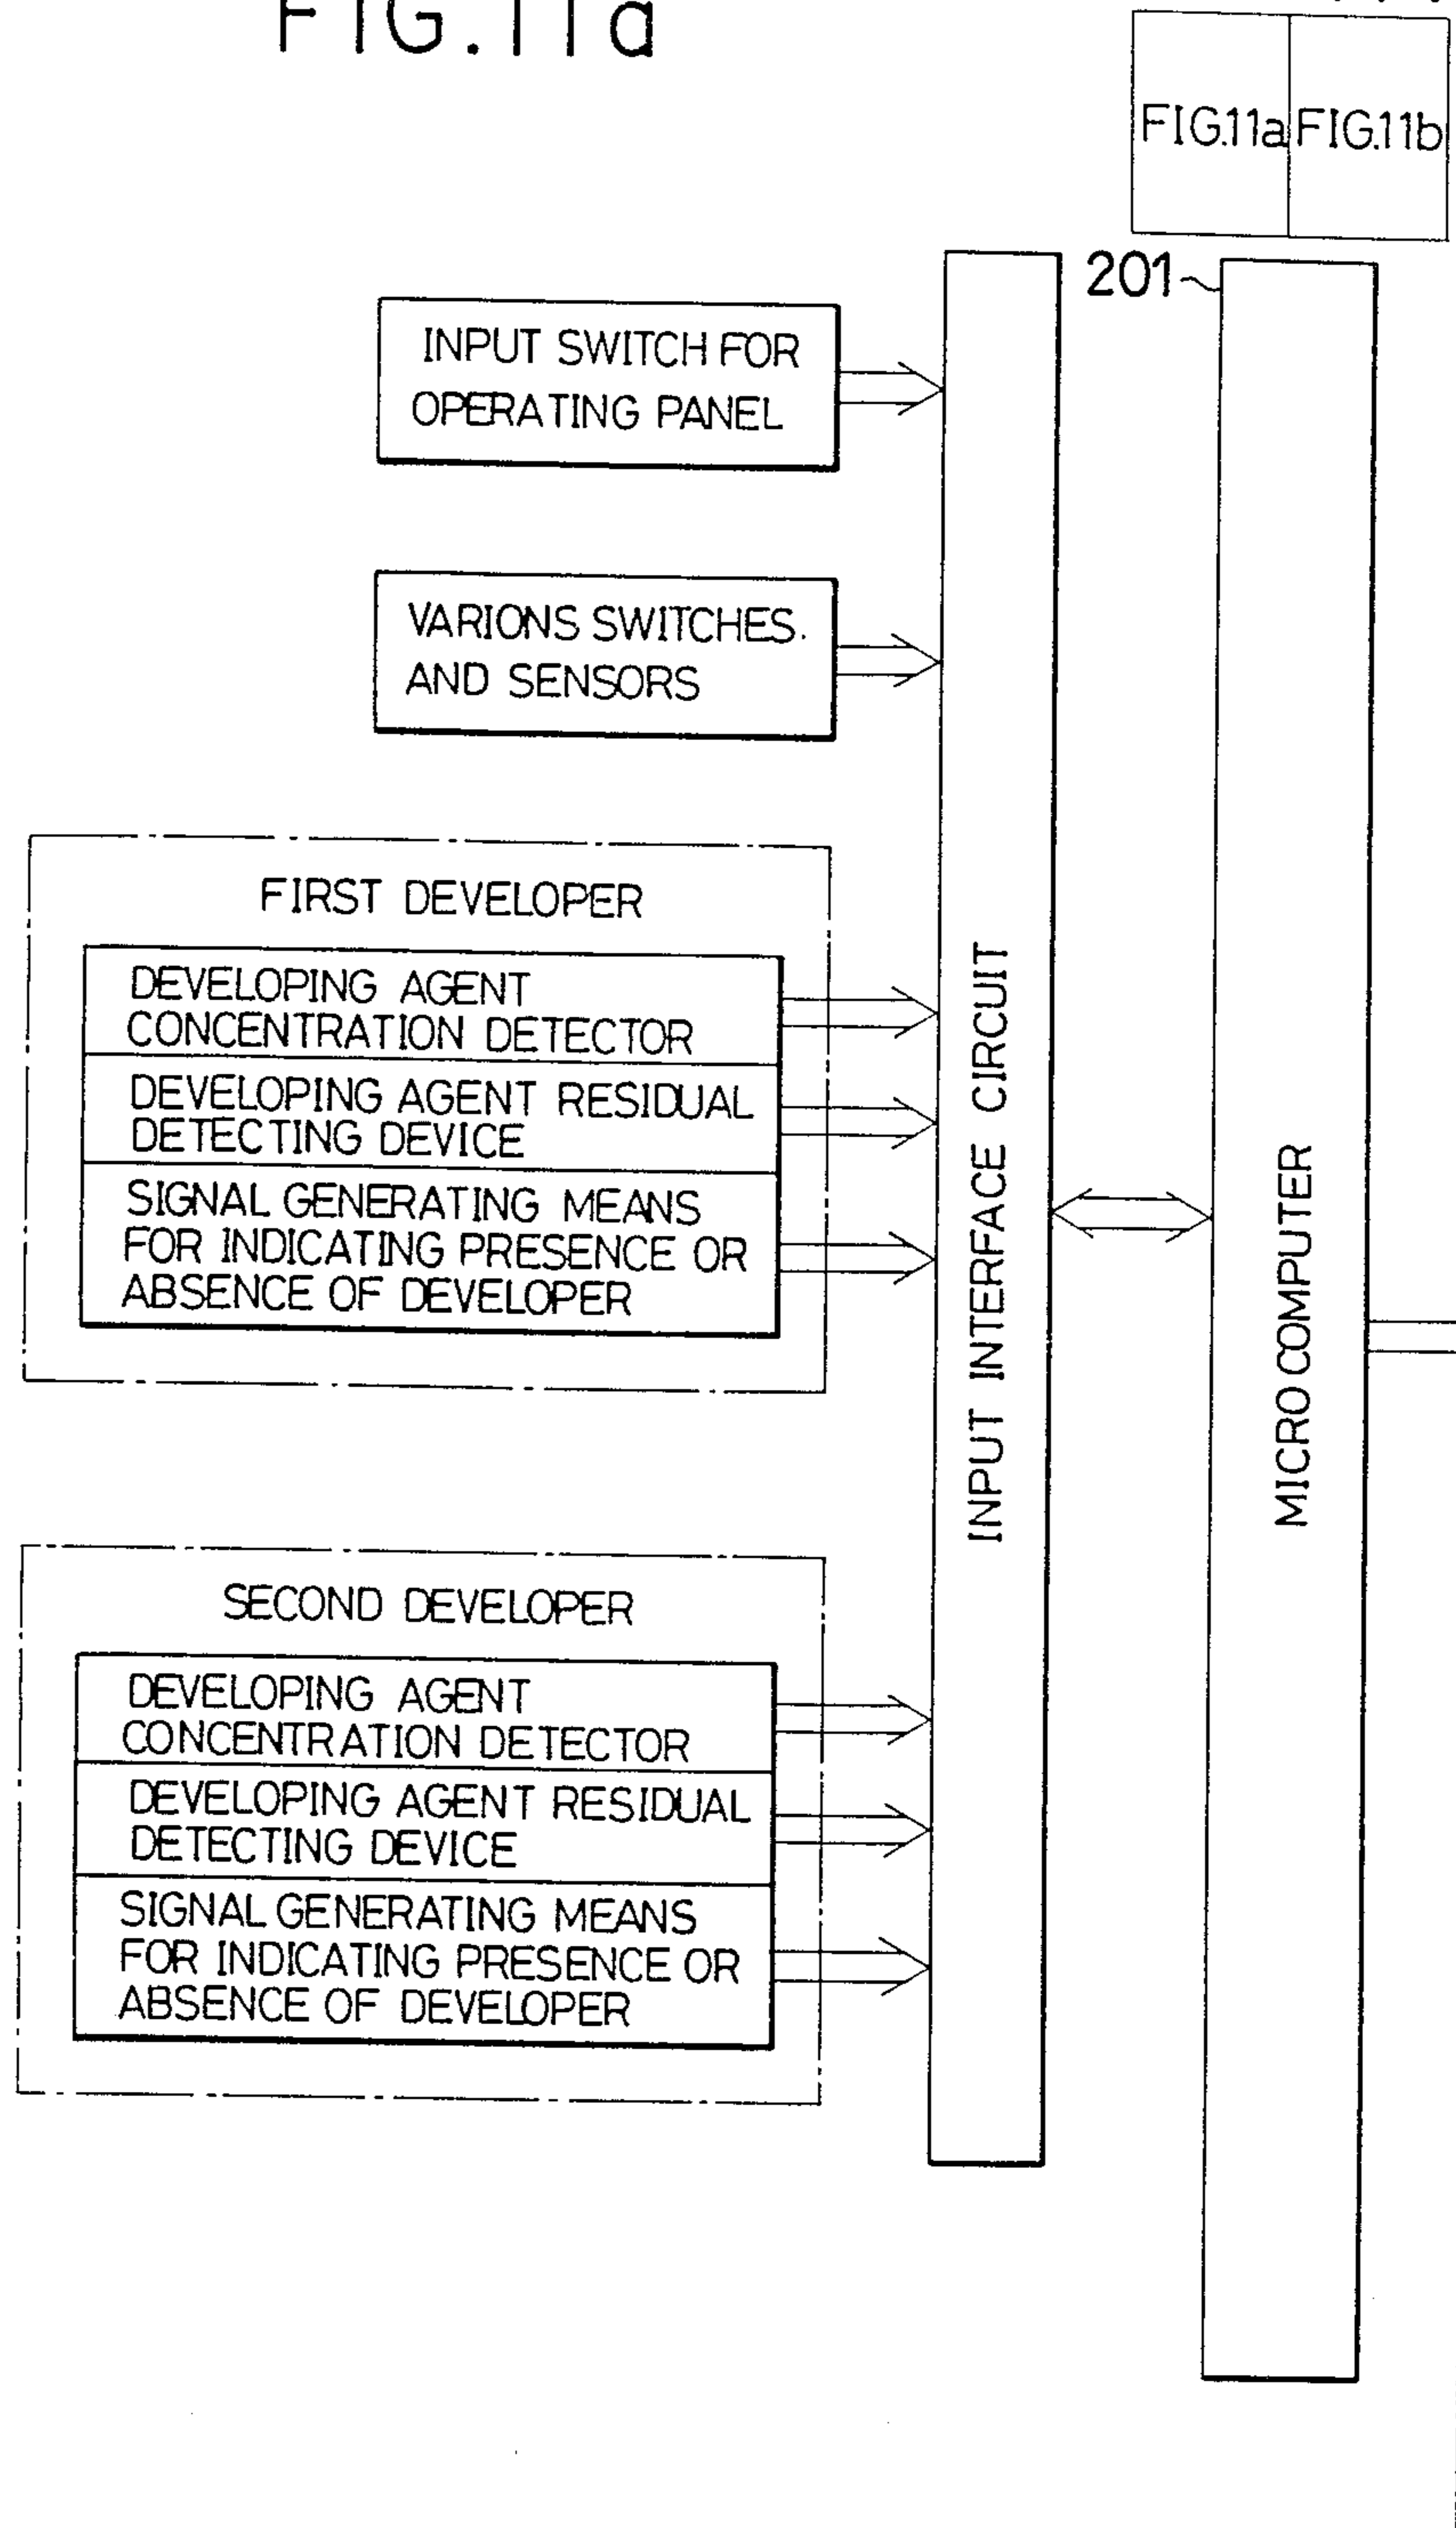 FIG.11a
FIG.11a FIG.11b
201
INPUT SWITCH FOR
OPERATING PANEL
VARIONS SWITCHES.
AND SENSORS
FIRST DEVELOPER
DEVELOPING AGENT
CONCENTRATION DETECTOR
DEVELOPING AGENT RESIDUAL
DETECTING DEVICE
SIGNAL GENERATING MEANS
FOR INDICATING PRESENCE OR
ABSENCE OF DEVELOPER
SECOND DEVELOPER
DEVELOPING AGENT
CONCENTRATION DETECTOR
DEVELOPING AGENT RESIDUAL
DETECTING DEVICE
SIGNAL GENERATING MEANS
FOR INDICATING PRESENCE OR
ABSENCE OF DEVELOPER
INPUT INTERFACE CIRCUIT
MICRO COMPUTER